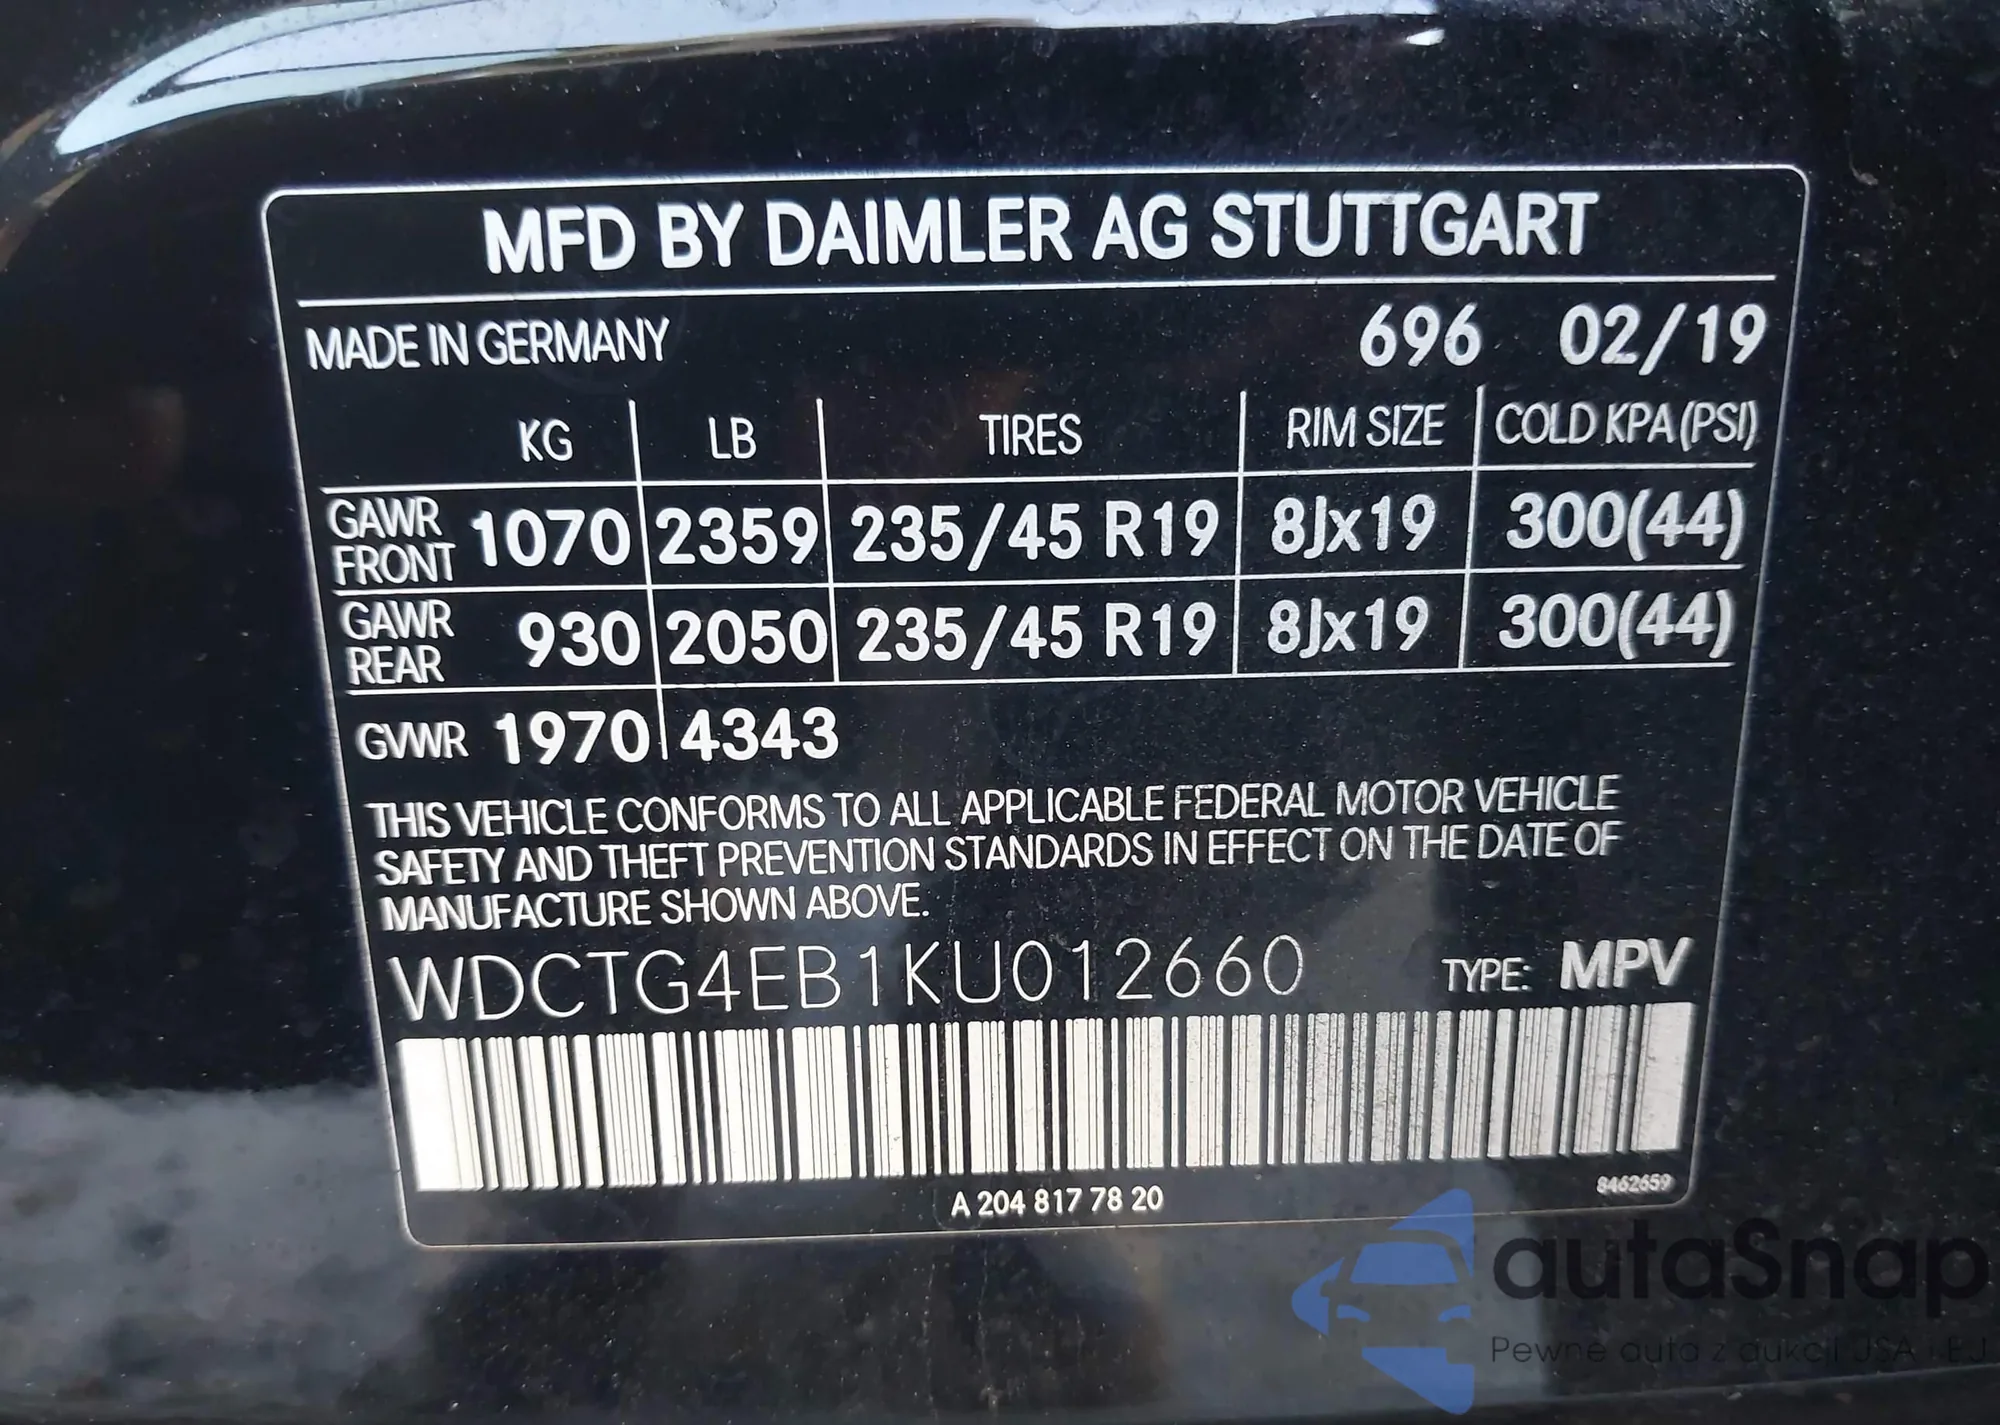 MFD BY DAIMLER AG STUTTGART
MADE IN GERMANY 696 02/19
KG LB TIRES RIM SIZE COLD KPA (PSI)
GAWR FRONT 1070 2359 235/45 R19 8Jx19 300(44)
GAWR REAR 930 2050 235/45 R19 8Jx19 300(44)
GVWR 1970 4343
THIS VEHICLE CONFORMS TO ALL APPLICABLE FEDERAL MOTOR VEHICLE
SAFETY AND THEFT PREVENTION STANDARDS IN EFFECT ON THE DATE OF
MANUFACTURE SHOWN ABOVE.
WDCTG4EB1KU012660 TYPE: MPV
A 204 817 78 20
8462659
autaSnap
Pewne auta z aukcji USA i EU